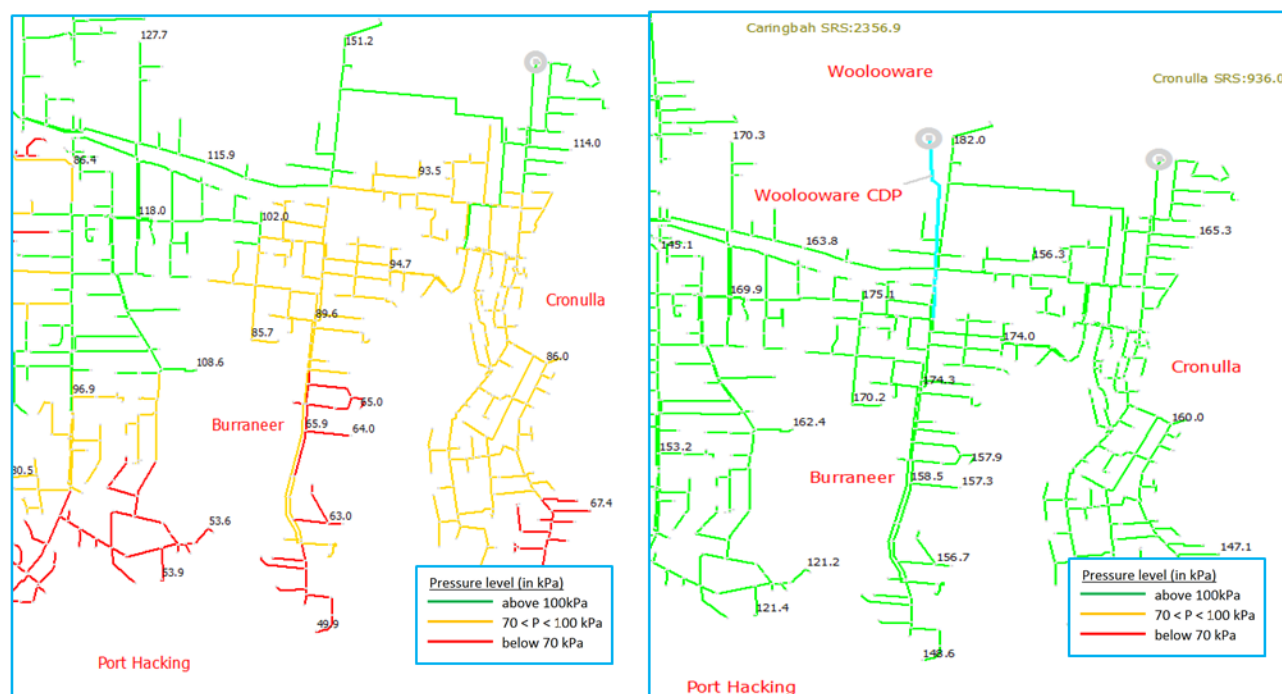 127.7
151.2
114.0
115.9
86.4
93.5
118.0
102.0
94.7
Cronulla
89.6
85.7
86.0
108.6
96.9
65.0
Burraneer
65.9
64.0
30.5
67.4
53.6
63.0
53.9
49.9
Port Hacking
Pressure level (in kPa)
above 100kPa
70 < P < 100 kPa
below 70 kPa
Caringbah SRS:2356.9
Woolooware
Cronulla SRS:936.0
170.3
182.0
Woolooware CDP
165.3
145.1
163.8
156.3
169.9
175.1
174.0
Cronulla
174.3
170.2
160.0
162.4
153.2
157.9
Burraneer
158.5
157.3
147.1
156.7
121.2
121.4
143.6
Port Hacking
Pressure level (in kPa)
above 100kPa
70 < P < 100 kPa
below 70 kPa